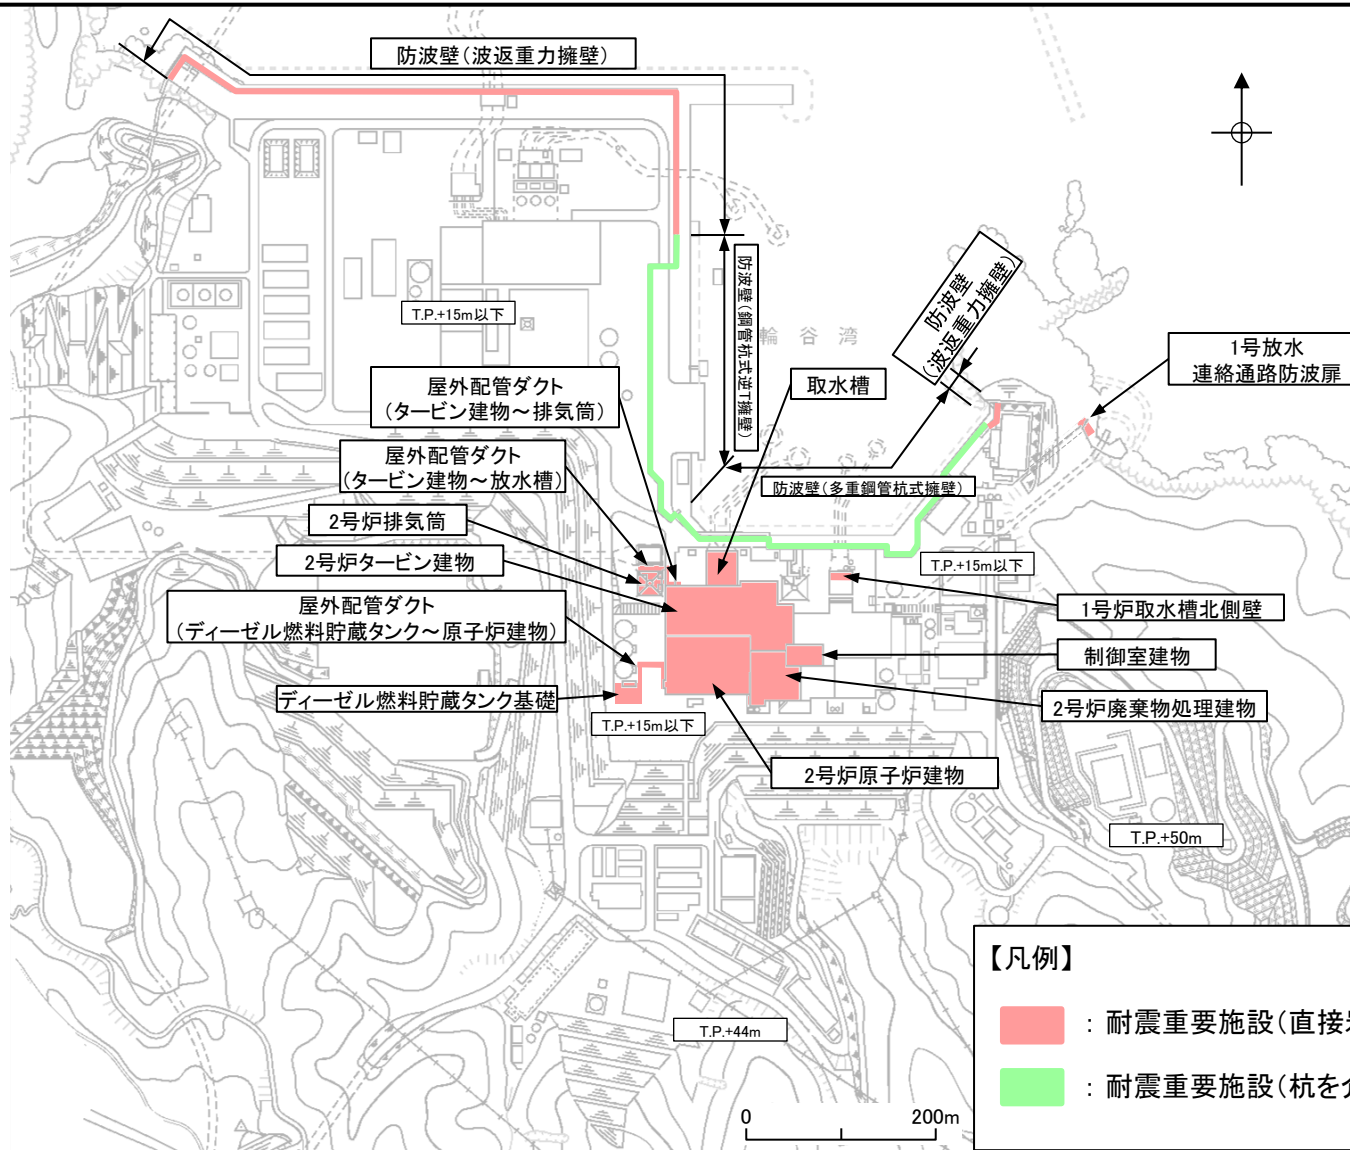 防波壁(波返重力擁壁)
防波壁(鋼管杭式逆T擁壁)
T.P.+15m以下
輪谷湾
防波壁
(波返重力擁壁)
1号放水
連絡通路防波扉
取水槽
屋外配管ダクト
(タービン建物～排気筒)
屋外配管ダクト
(タービン建物～放水槽)
防波壁(多重鋼管杭式擁壁)
2号炉排気筒
2号炉タービン建物
T.P.+15m以下
屋外配管ダクト
(ディーゼル燃料貯蔵タンク～原子炉建物)
1号炉取水槽北側壁
制御室建物
ディーゼル燃料貯蔵タンク基礎
2号炉廃棄物処理建物
T.P.+15m以下
2号炉原子炉建物
T.P.+50m
T.P.+44m
【凡例】
：耐震重要施設(直接
：耐震重要施設(杭を
0 200m